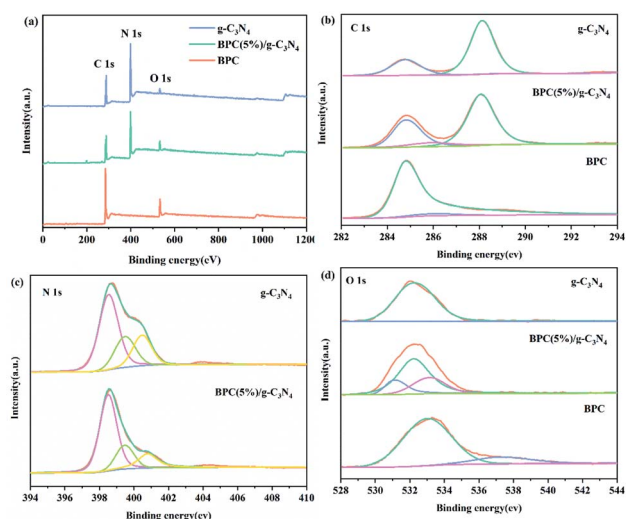 (a)
N 1s
g-C₃N₄
BPC(5%)/g-C₃N₄
BPC
C 1s
O 1s
Intensity(a.u.)
0 200 400 600 800 1000 1200
Binding energy(eV)
(b)
C 1s
g-C₃N₄
BPC(5%)/g-C₃N₄
BPC
Intensity(a.u.)
282 284 286 288 290 292 294
Binding energy(ev)
(c)
N 1s
g-C₃N₄
BPC(5%)/g-C₃N₄
Intensity(a.u.)
394 396 398 400 402 404 406 408 410
Binding energy(ev)
(d)
O 1s
g-C₃N₄
BPC(5%)/g-C₃N₄
BPC
Intensity(a.u.)
528 530 532 534 536 538 540 542 544
Binding energy(ev)